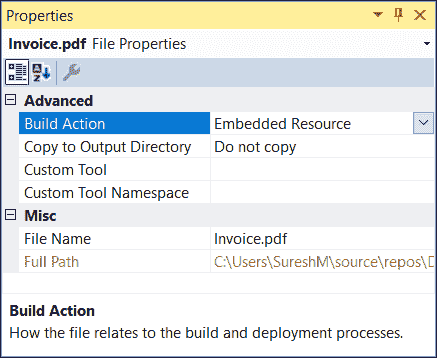 Properties
Invoice.pdf File Properties
Advanced
Build Action Embedded Resource
Copy to Output Directory Do not copy
Custom Tool
Custom Tool Namespace
Misc
File Name Invoice.pdf
Full Path C:\Users\SureshM\source\repos\
Build Action
How the file relates to the build and deployment processes.